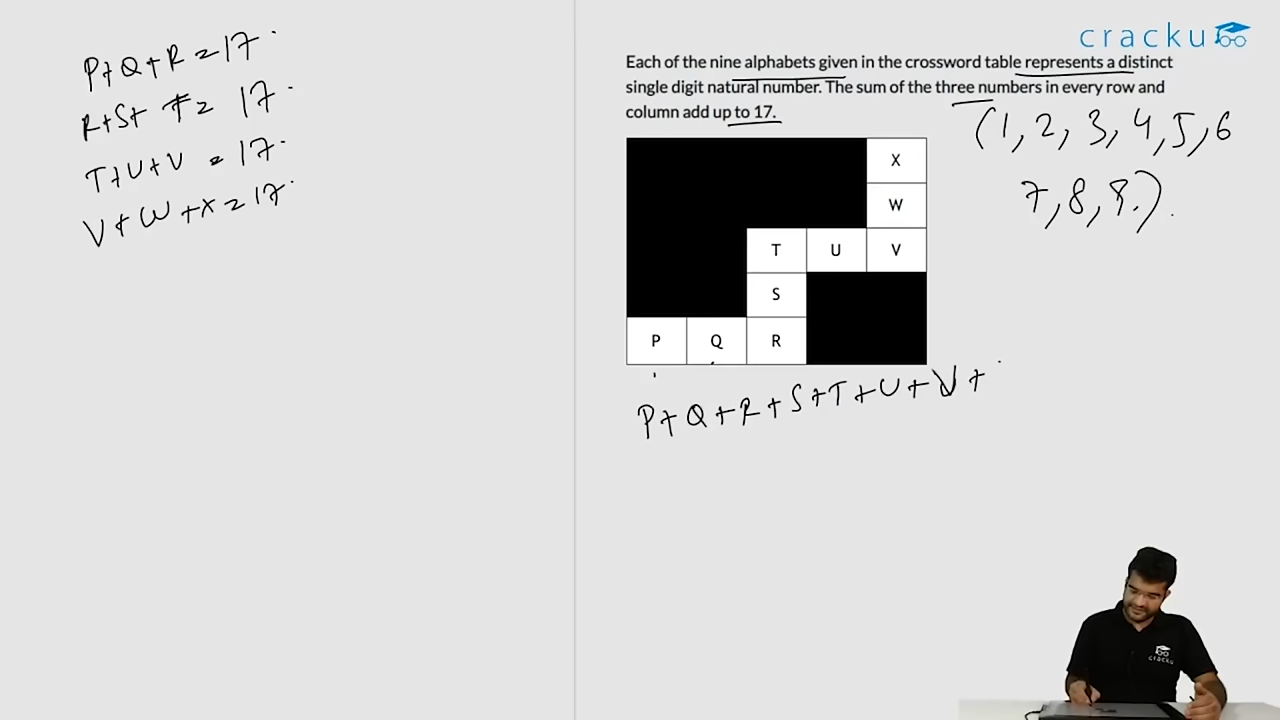 P+Q+R=17.
R+S+T= 17.
T+U+V = 17.
V+W+X=17.
cracku
Each of the nine alphabets given in the crossword table represents a distinct
single digit natural number. The sum of the three numbers in every row and
column add up to 17.
(1, 2, 3, 4, 5, 6
7, 8, 9.).
X
W
T U V
S
P Q R
P+Q+R+S+T+U+V+
cracku